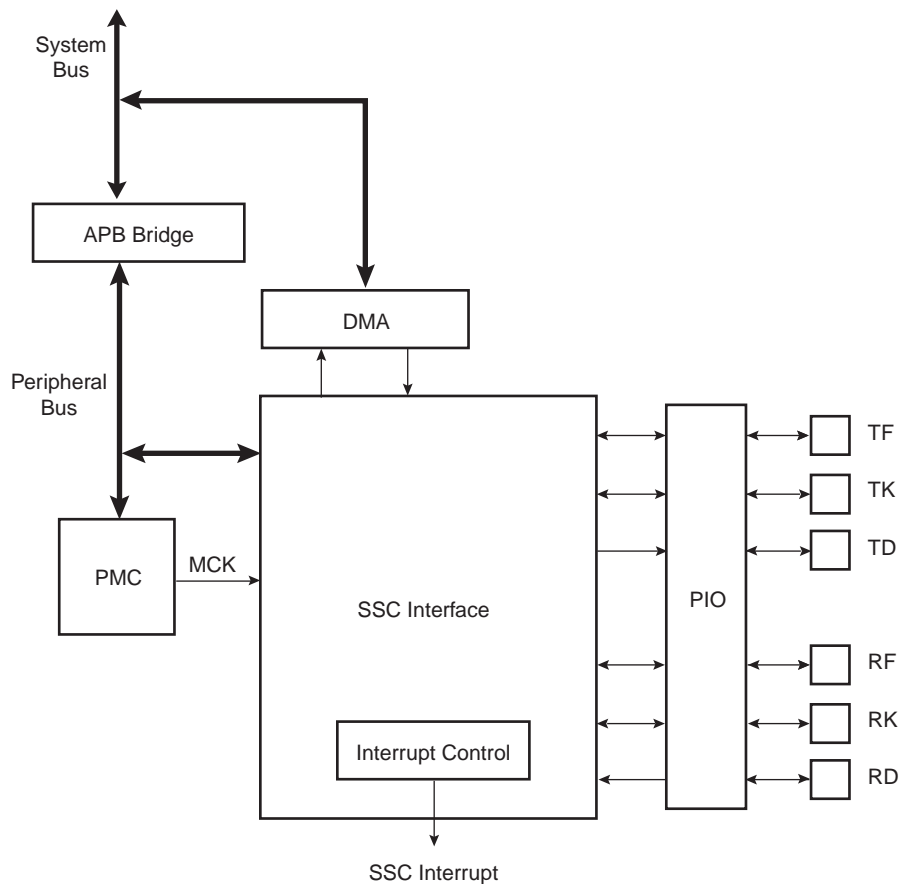 System
Bus
APB Bridge
DMA
Peripheral
Bus
TF
TK
PMC
MCK
TD
SSC Interface
PIO
RF
RK
Interrupt Control
RD
SSC Interrupt